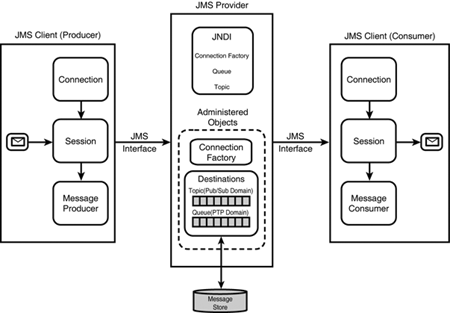 JMS Provider
JMS Client (Producer)
JMS Client (Consumer)
JNDI
Connection Factory
Queue
Topic
Connection
Session
Message
Producer
JMS
Interface
Administered
Objects
Connection
Factory
Destinations
Topic(Pub/Sub Domain)
Queue(PTP Domain)
Message
Store
JMS
Interface
Connection
Session
Message
Consumer